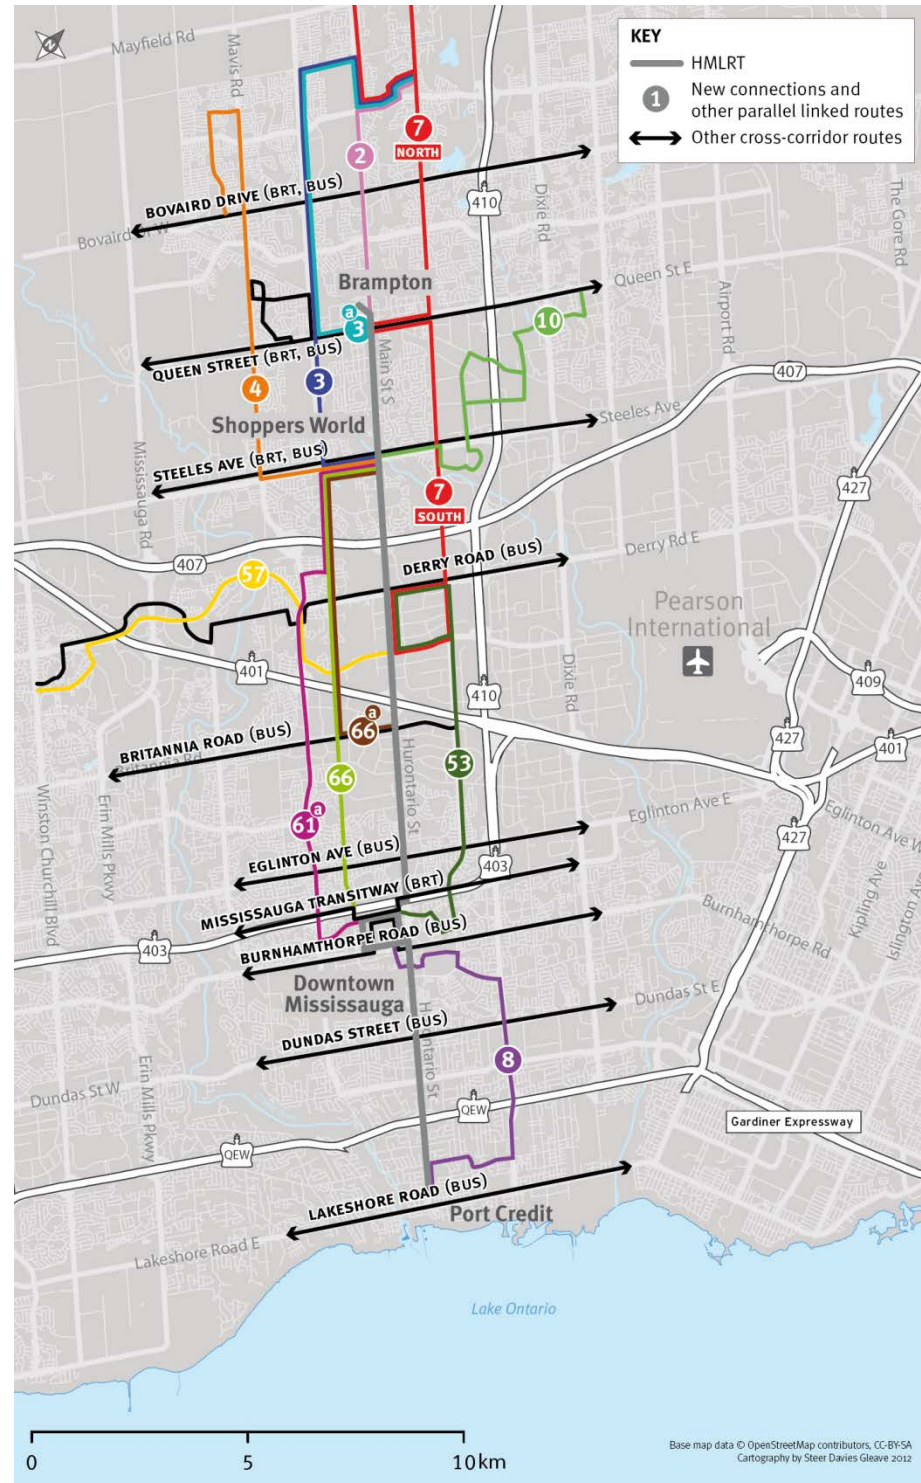 KEY
HMLRT
1
New connections and
other parallel linked routes
Other cross-corridor routes
N
Mayfield Rd
Mavis Rd
7
NORTH
2
410
Dixie Rd
The Gore Rd
BOVAIRD DRIVE (BRT, BUS)
Queen St E
Brampton
a
3
10
Airport Rd
QUEEN STREET (BRT, BUS)
Main St S
407
4
3
Shoppers World
Steeles Ave
Mississauga Rd
STEELES AVE (BRT, BUS)
427
7
SOUTH
407
DERRY ROAD (BUS)
Derry Rd E
57
Pearson
International
401
410
Dixie Rd
409
a
66
BRITANNIA ROAD (BUS)
Britannia Rd
427
401
Hurontario St
53
66
Winston Churchill Blvd
Erin Mills Pkwy
a
61
Eglinton Ave E
Eglinton Ave W
427
EGLINTON AVE (BUS)
403
Kipling Ave
Islington Ave
MISSISSAUGA TRANSITWAY (BRT)
Burnhamthorpe Rd
403
BURNHAMTHORPE ROAD (BUS)
Downtown
Mississauga
Dundas St E
DUNDAS STREET (BUS)
Hurontario St
8
Erin Mills Pkwy
Dundas St W
QEW
Gardiner Expressway
QEW
LAKESHORE ROAD (BUS)
Port Credit
Lakeshore Road E
Lake Ontario
0
5
10km
Base map data © OpenStreetMap contributors, CC-BY-SA
Cartography by Steer Davies Gleave 2012